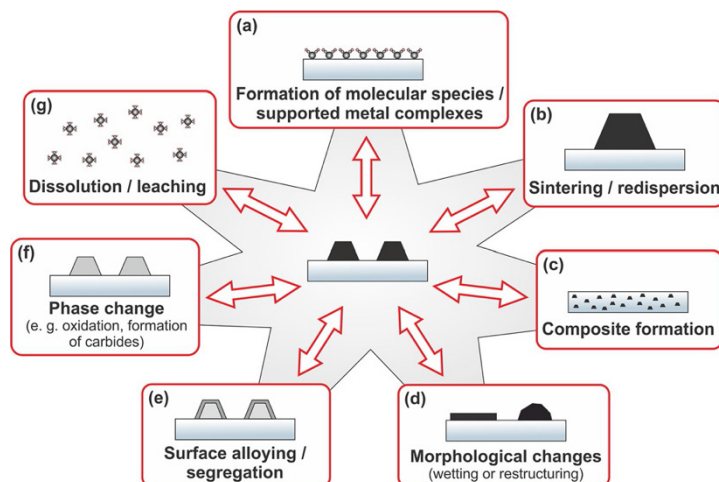 (a)
Formation of molecular species /
supported metal complexes
(b)
Sintering / redispersion
(c)
Composite formation
(d)
Morphological changes
(wetting or restructuring)
(e)
Surface alloying /
segregation
(f)
Phase change
(e. g. oxidation, formation
of carbides)
(g)
Dissolution / leaching